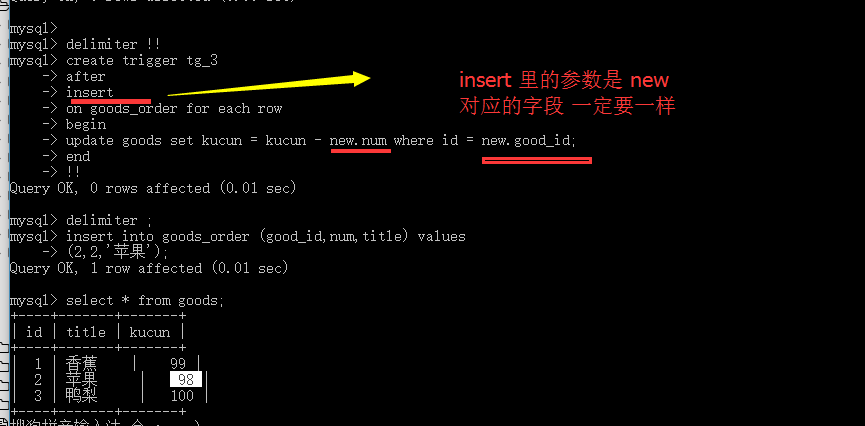 mysql>
mysql> delimiter !!
mysql> create trigger tg_3
-> after
-> insert
-> on goods_order for each row
-> begin
-> update goods set kucun = kucun - new.num where id = new.good_id;
-> end
-> !!
Query OK, 0 rows affected (0.01 sec)
insert 里的参数是 new
对应的字段 一定要一样
mysql> delimiter ;
mysql> insert into goods_order (good_id,num,title) values
-> (2,2,'苹果');
Query OK, 1 row affected (0.01 sec)
mysql> select * from goods;
+----+-------+-------+
| id | title | kucun |
+----+-------+-------+
| 1 | 香蕉 | 99 |
| 2 | 苹果 | 98 |
| 3 | 鸭梨 | 100 |
+----+-------+-------+